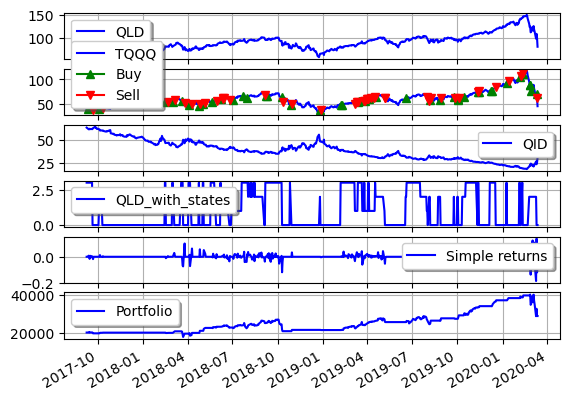 150
100
QLD
TQQQ
Buy
Sell
100
50
50
25
QID
2.5
0.0
QLD_with_states
0.0
−0.2
Simple returns
40000
20000
Portfolio
2017-10
2018-01
2018-04
2018-07
2018-10
2019-01
2019-04
2019-07
2019-10
2020-01
2020-04